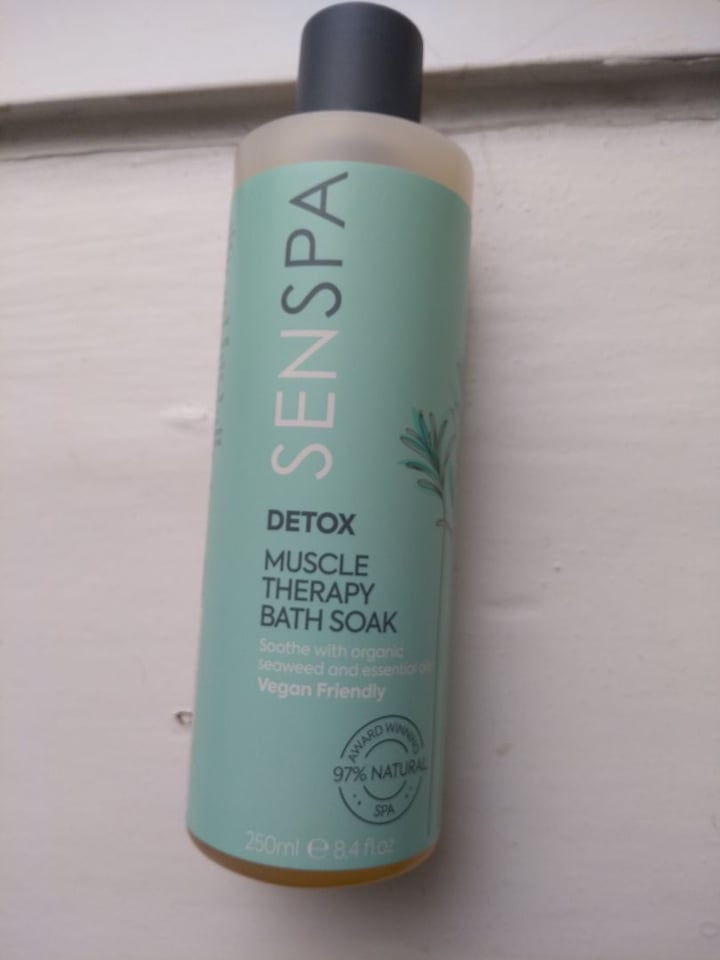 SENSPA
DETOX
MUSCLE
THERAPY
BATH SOAK
Soothe with organic
seaweed and essential
Vegan Friendly
AWARD WINNING
97% NATURAL
SPA
250ml ℮ 8.4 fl.oz